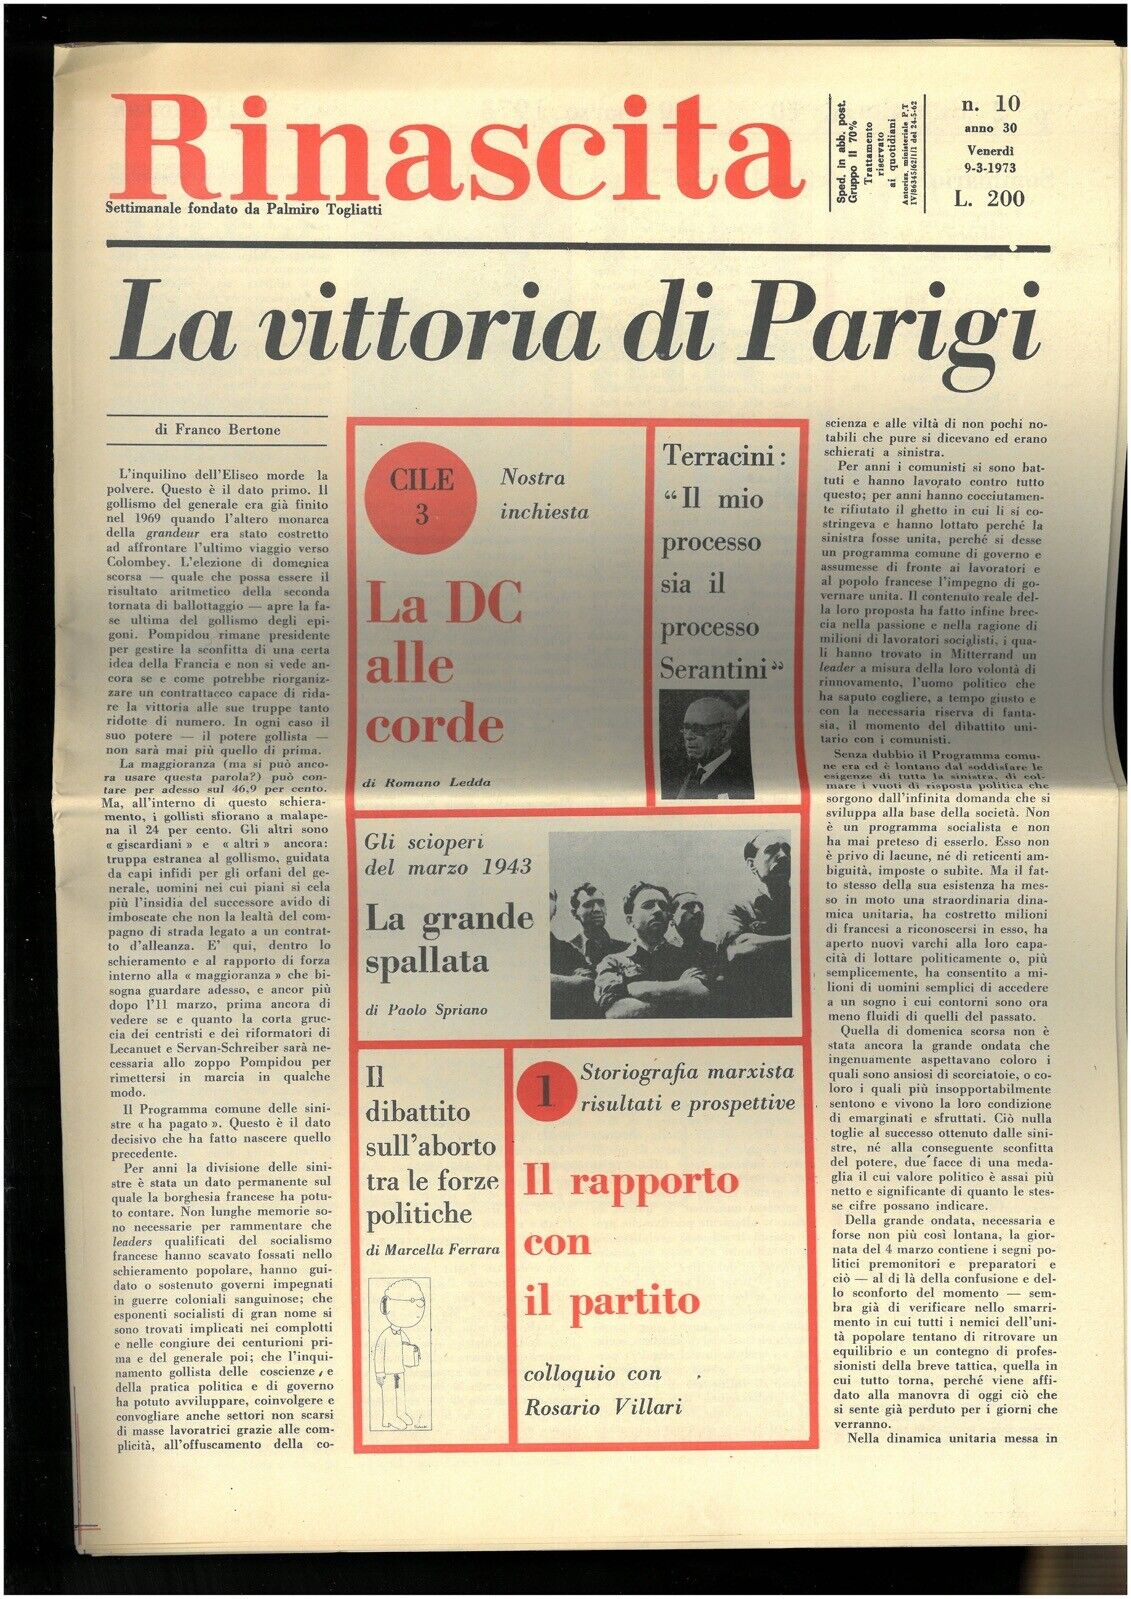 Rinascita
Settimanale fondato da Palmiro Togliatti
Sped. in abb. post.
Gruppo II 70%
Trattamento
riservato
ai quotidiani
Autorizz. ministeriale P.T
IV/86345/62/I/1 del 24-5-62
n. 10
anno 30
Venerdì
9-3-1973
L. 200
La vittoria di Parigi
di Franco Bertone
L'inquilino dell'Eliseo morde la
polvere. Questo è il dato primo. Il
gollismo del generale era già finito
nel 1969 quando l'altero monarca
della grandeur era stato costretto
ad affrontare l'ultimo viaggio verso
Colombey. L'elezione di domenica
scorsa — quale che possa essere il
risultato aritmetico della seconda
tornata di ballottaggio — apre la fa-
se ultima del gollismo degli epi-
goni. Pompidou rimane presidente
per gestire la sconfitta di una certa
idea della Francia e non si vede an-
cora se e come potrebbe riorganiz-
zare un contrattacco capace di rida-
re la vittoria alle sue truppe tanto
ridotte di numero. In ogni caso il
suo potere — il potere gollista —
non sarà mai più quello di prima.
La maggioranza (ma si può anco-
ra usare questa parola?) può con-
tare per adesso sul 46,9 per cento.
Ma, all'interno di questo schiera-
mento, i gollisti sfiorano a malape-
na il 24 per cento. Gli altri sono
« giscardiani » e « altri » ancora:
truppa estranea al gollismo, guidata
da capi infidi per gli orfani del ge-
nerale, uomini nei cui piani si cela
più l'insidia del successore avido di
imboscate che non la lealtà del com-
pagno di strada legato a un contrat-
to d'alleanza. E' qui, dentro lo
schieramento e al rapporto di forza
interno alla « maggioranza » che bi-
sogna guardare adesso, e ancor più
dopo l'11 marzo, prima ancora di
vedere se e quanto la corta gruc-
cia dei centristi e dei riformatori di
Lecanuet e Servan-Schreiber sarà ne-
cessaria allo zoppo Pompidou per
rimettersi in marcia in qualche
modo.
Il Programma comune delle sini-
stre « ha pagato ». Questo è il dato
decisivo che ha fatto nascere quello
precedente.
Per anni la divisione delle sini-
stre è stata un dato permanente sul
quale la borghesia francese ha potu-
to contare. Non lunghe memorie so-
no necessarie per rammentare che
leaders qualificati del socialismo
francese hanno scavato fossati nello
schieramento popolare, hanno gui-
dato o sostenuto governi impegnati
in guerre coloniali sanguinose; che
esponenti socialisti di gran nome si
sono trovati implicati nei complotti
e nelle congiure dei centurioni pri-
ma e del generale poi; che l'inqui-
namento gollista delle coscienze, e
della pratica politica e di governo
ha potuto avviluppare, coinvolgere e
convogliare anche settori non scarsi
di masse lavoratrici grazie alle com-
plicità, all'offuscamento della co-
CILE
3
Nostra
inchiesta
La DC
alle
corde
di Romano Ledda
Terracini:
“Il mio
processo
sia il
processo
Serantini”
Gli scioperi
del marzo 1943
La grande
spallata
di Paolo Spriano
Il
dibattito
sull'aborto
tra le forze
politiche
di Marcella Ferrara
1
Storiografia marxista
risultati e prospettive
Il rapporto
con
il partito
colloquio con
Rosario Villari
scienza e alle viltà di non pochi no-
tabili che pure si dicevano ed erano
schierati a sinistra.
Per anni i comunisti si sono bat-
tuti e hanno lavorato contro tutto
questo; per anni hanno cocciutamen-
te rifiutato il ghetto in cui li si co-
stringeva e hanno lottato perché la
sinistra fosse unita, perché si desse
un programma comune di governo e
assumesse di fronte ai lavoratori e
al popolo francese l'impegno di go-
vernare unita. Il contenuto reale del-
la loro proposta ha fatto infine brec-
cia nella passione e nella ragione di
milioni di lavoratori socialisti, i qua-
li hanno trovato in Mitterrand un
leader a misura della loro volontà di
rinnovamento, l'uomo politico che
ha saputo cogliere, a tempo giusto e
con la necessaria riserva di fanta-
sia, il momento del dibattito uni-
tario con i comunisti.
Senza dubbio il Programma comu-
ne era ed è lontano dal soddisfare le
esigenze di tutta la sinistra, di col-
mare i vuoti di risposta politica che
sorgono dall'infinita domanda che si
sviluppa alla base della società. Non
è un programma socialista e non
ha mai preteso di esserlo. Esso non
è privo di lacune, né di reticenti am-
biguità, imposte o subite. Ma il fat-
to stesso della sua esistenza ha mes-
so in moto una straordinaria dina-
mica unitaria, ha costretto milioni
di francesi a riconoscersi in esso, ha
aperto nuovi varchi alla loro capa-
cità di lottare politicamente o, più
semplicemente, ha consentito a mi-
lioni di uomini semplici di accedere
a un sogno i cui contorni sono ora
meno fluidi di quelli del passato.
Quella di domenica scorsa non è
stata ancora la grande ondata che
ingenuamente aspettavano coloro i
quali sono ansiosi di scorciatoie, o co-
loro i quali più insopportabilmente
sentono e vivono la loro condizione
di emarginati e sfruttati. Ciò nulla
toglie al successo ottenuto dalle sini-
stre, né alla conseguente sconfitta
del potere, due facce di una meda-
glia il cui valore politico è assai più
netto e significante di quanto le stes-
se cifre possano indicare.
Della grande ondata, necessaria e
forse non più così lontana, la gior-
nata del 4 marzo contiene i segni po-
litici premonitori e preparatori e
ciò — al di là della confusione e del-
lo sconforto del momento — sem-
bra già di verificare nello smarri-
mento in cui tutti i nemici dell'uni-
tà popolare tentano di ritrovare un
equilibrio e un contegno di profes-
sionisti della breve tattica, quella in
cui tutto torna, perché viene affi-
dato alla manovra di oggi ciò che
si sente già perduto per i giorni che
verranno.
Nella dinamica unitaria messa in